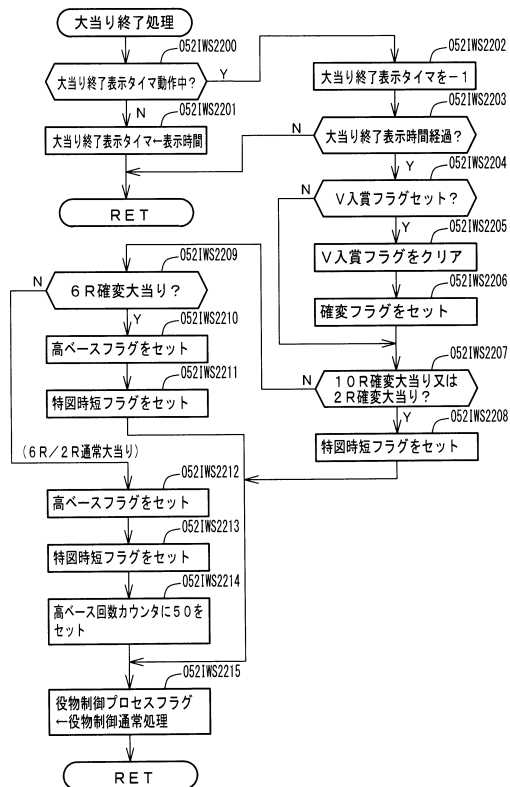 大当り終了処理
052IWS2200
大当り終了表示タイマ動作中?
Y
N
052IWS2201
大当り終了表示タイマ←表示時間
RET
052IWS2202
大当り終了表示タイマを−1
052IWS2203
大当り終了表示時間経過?
N
Y
052IWS2204
V入賞フラグセット?
N
Y
052IWS2205
V入賞フラグをクリア
052IWS2206
確変フラグをセット
052IWS2207
10R確変大当り又は
2R確変大当り?
N
Y
052IWS2208
特図時短フラグをセット
052IWS2209
6R確変大当り?
N
Y
052IWS2210
高ベースフラグをセット
052IWS2211
特図時短フラグをセット
(6R/2R通常大当り)
052IWS2212
高ベースフラグをセット
052IWS2213
特図時短フラグをセット
052IWS2214
高ベース回数カウンタに50を
セット
052IWS2215
役物制御プロセスフラグ
←役物制御通常処理
RET